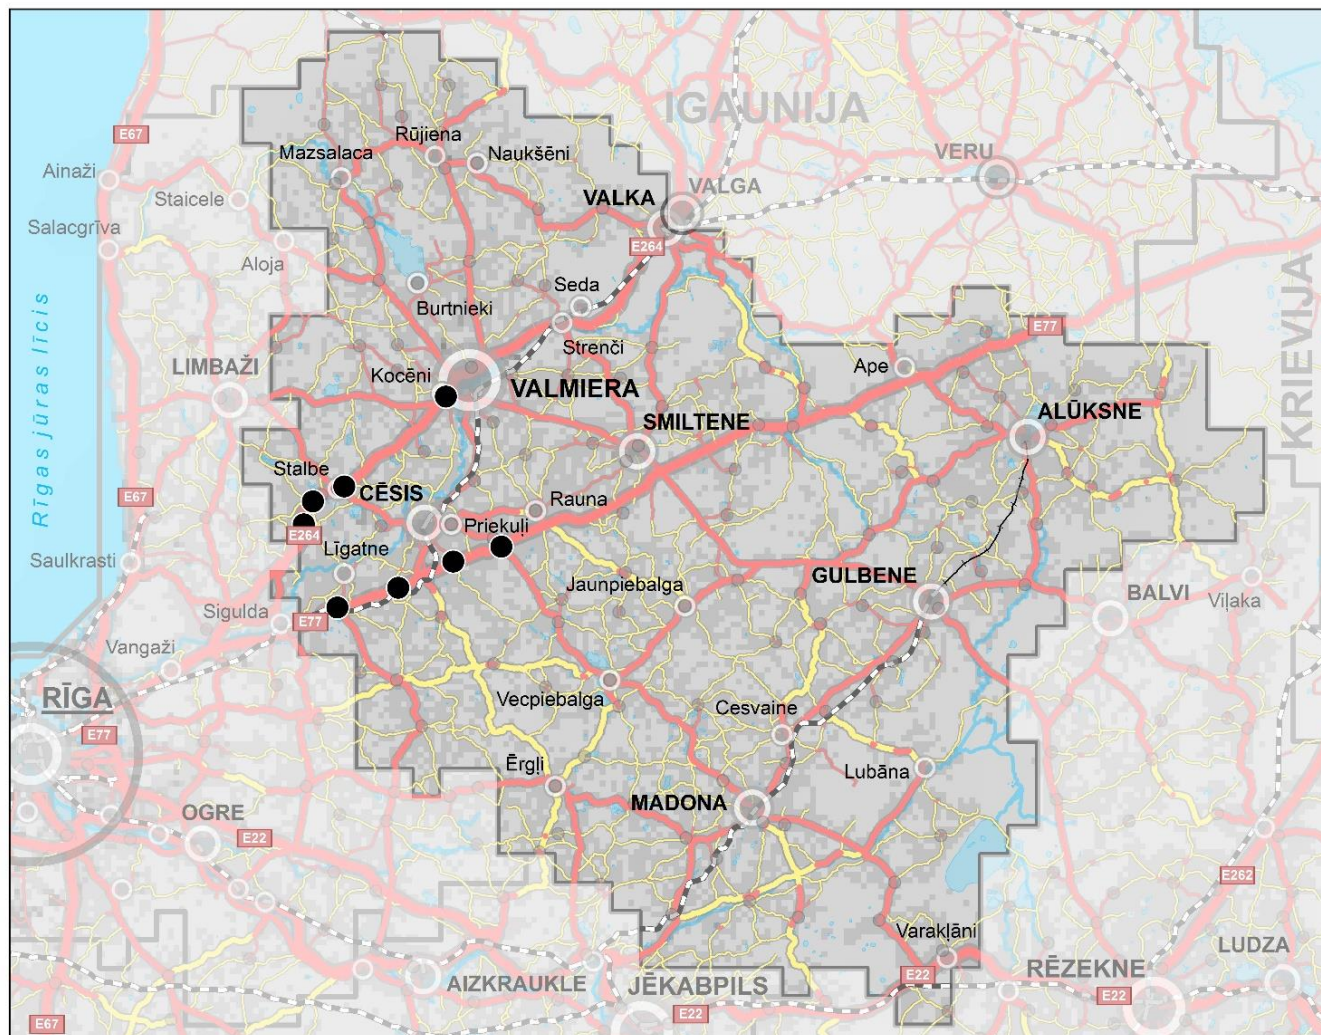 IGAUNIJA
E67
Rūjiena
Mazsalaca
Naukšēni
VERU
Ainaži
Staicele
VALKA
VALGA
Salacgrīva
E264
Aloja
KRIEVIJA
Burtnieki
Seda
Rīgas jūras līcis
Strenči
E77
LIMBAŽI
Kocēni
Ape
VALMIERA
SMILTENE
ALŪKSNE
Stalbe
CĒSIS
E67
Rauna
Priekuļi
E264
Līgatne
Saulkrasti
Jaunpiebalga
GULBENE
BALVI
Viļaka
Sigulda
E77
Vangaži
RĪGA
Vecpiebalga
Cesvaine
E77
Ērgļi
Lubāna
MADONA
OGRE
E22
E262
Varakļāni
LUDZA
AIZKRAUKLE
JĒKABPILS
E22
RĒZEKNE
E22
E22
E22
E67